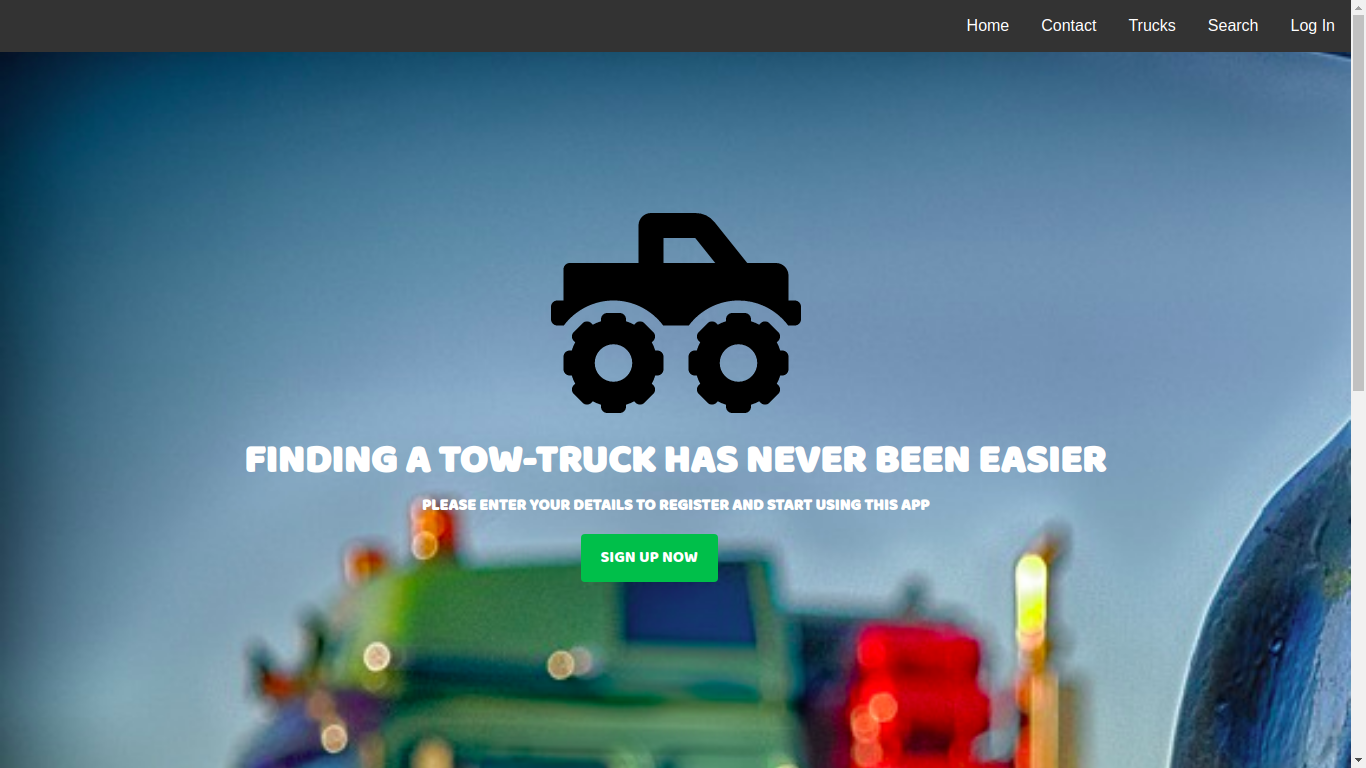 Home Contact Trucks Search Log In
FINDING A TOW-TRUCK HAS NEVER BEEN EASIER
PLEASE ENTER YOUR DETAILS TO REGISTER AND START USING THIS APP
SIGN UP NOW